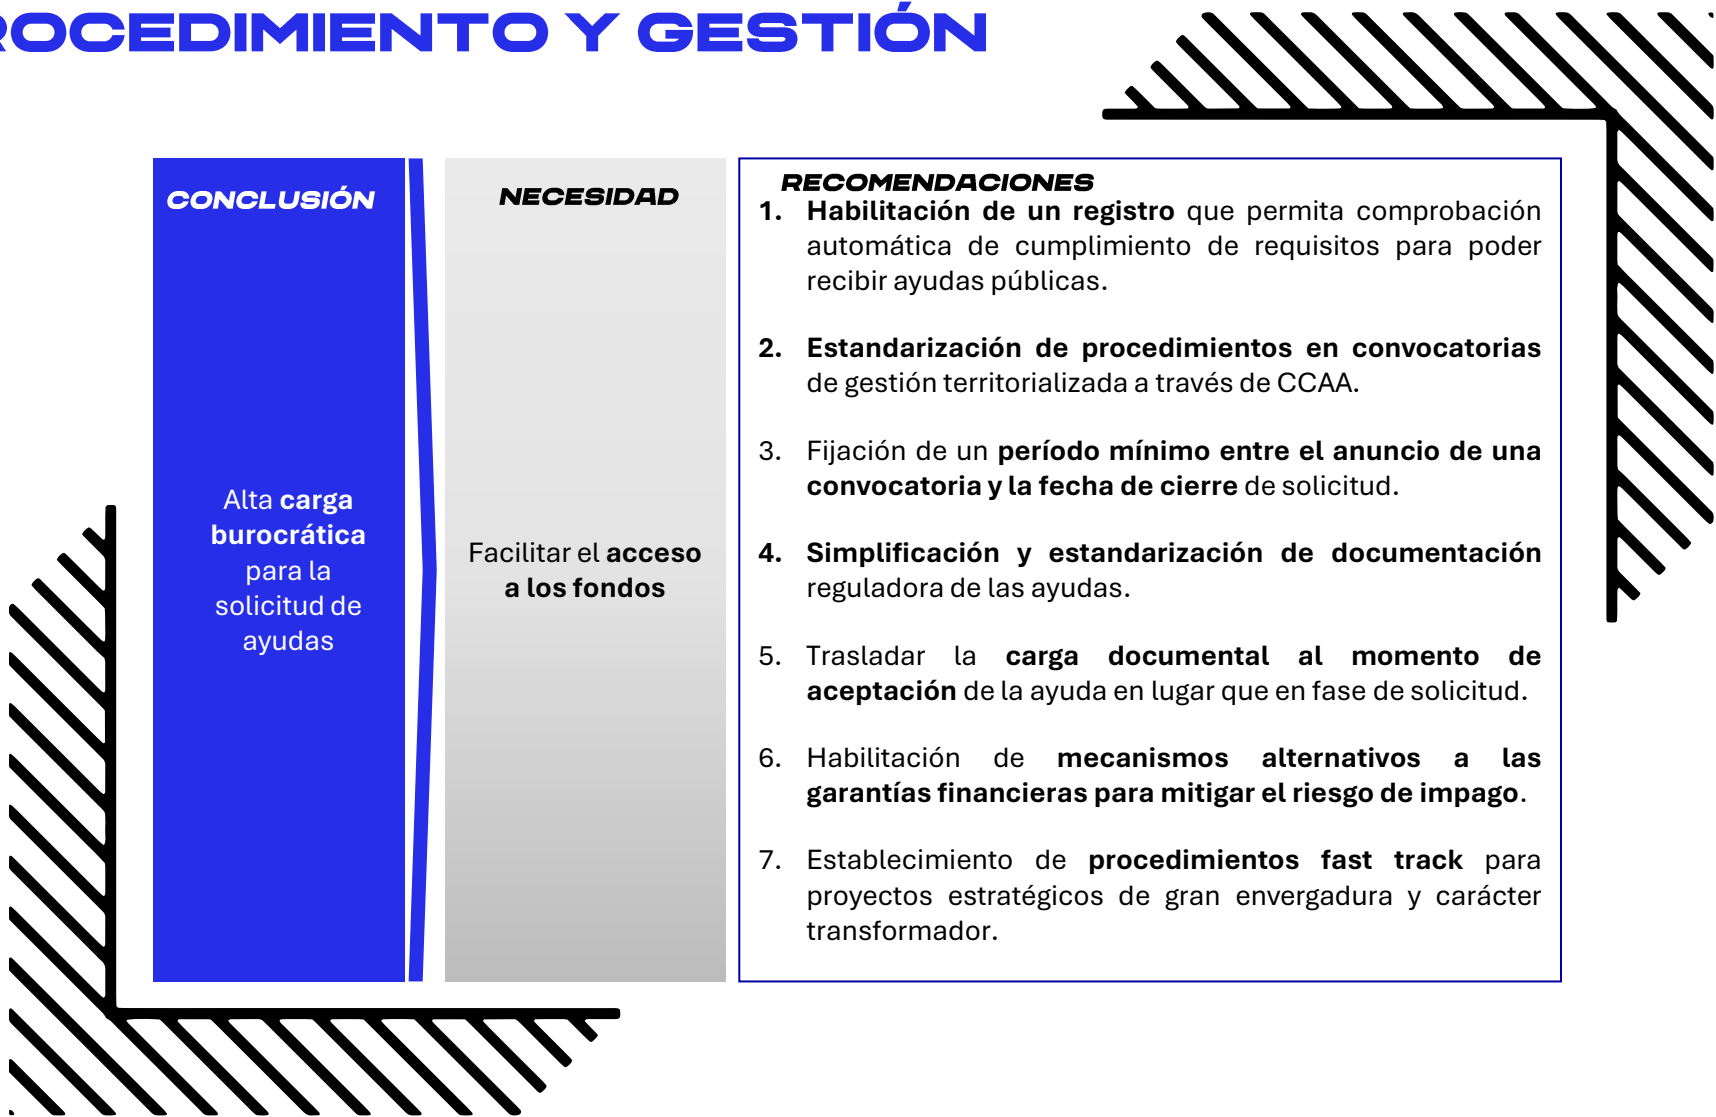 ROCEDIMIENTO Y GESTIÓN
CONCLUSIÓN
Alta carga
burocrática
para la
solicitud de
ayudas
NECESIDAD
Facilitar el acceso
a los fondos
RECOMENDACIONES
1. Habilitación de un registro que permita comprobación
automática de cumplimiento de requisitos para poder
recibir ayudas públicas.
2. Estandarización de procedimientos en convocatorias
de gestión territorializada a través de CCAA.
3. Fijación de un período mínimo entre el anuncio de una
convocatoria y la fecha de cierre de solicitud.
4. Simplificación y estandarización de documentación
reguladora de las ayudas.
5. Trasladar la carga documental al momento de
aceptación de la ayuda en lugar que en fase de solicitud.
6. Habilitación de mecanismos alternativos a las
garantías financieras para mitigar el riesgo de impago.
7. Establecimiento de procedimientos fast track para
proyectos estratégicos de gran envergadura y carácter
transformador.